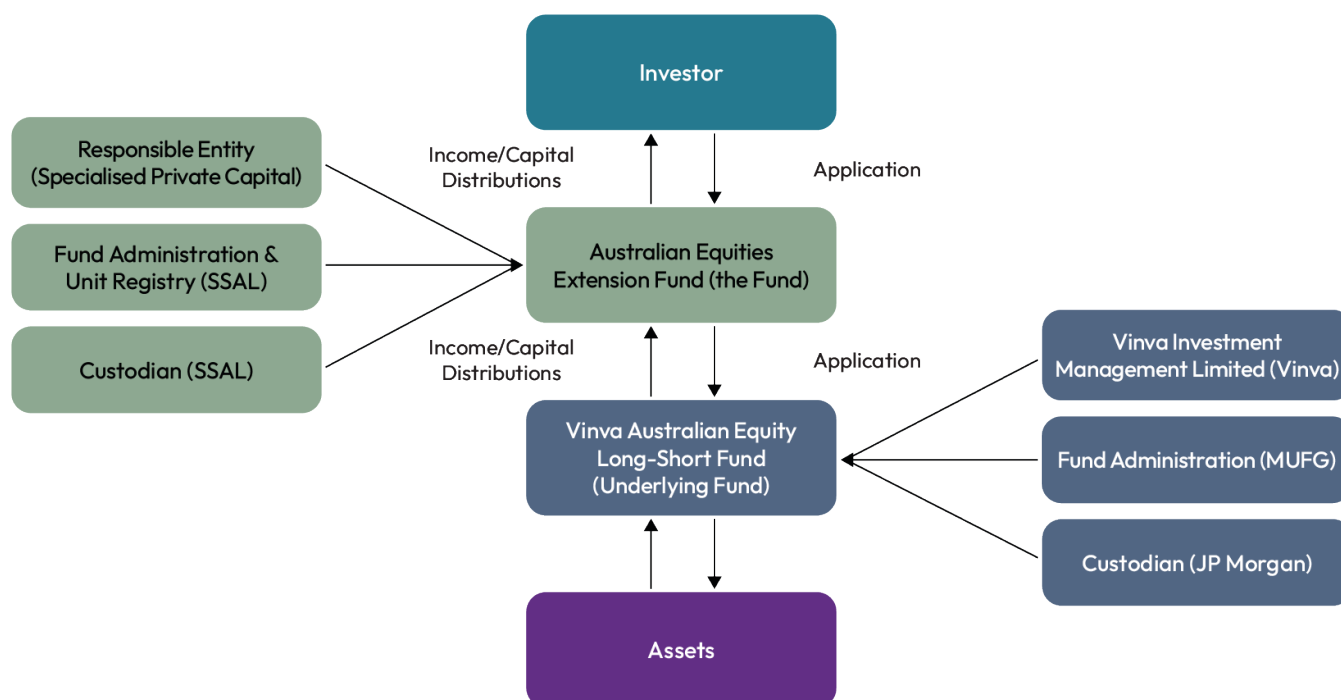 Investor
Responsible Entity
(Specialised Private Capital)
Income/Capital
Distributions
Application
Fund Administration &
Unit Registry (SSAL)
Australian Equities
Extension Fund (the Fund)
Custodian (SSAL)
Income/Capital
Distributions
Application
Vinva Investment
Management Limited (Vinva)
Vinva Australian Equity
Long-Short Fund
(Underlying Fund)
Fund Administration (MUFG)
Custodian (JP Morgan)
Assets